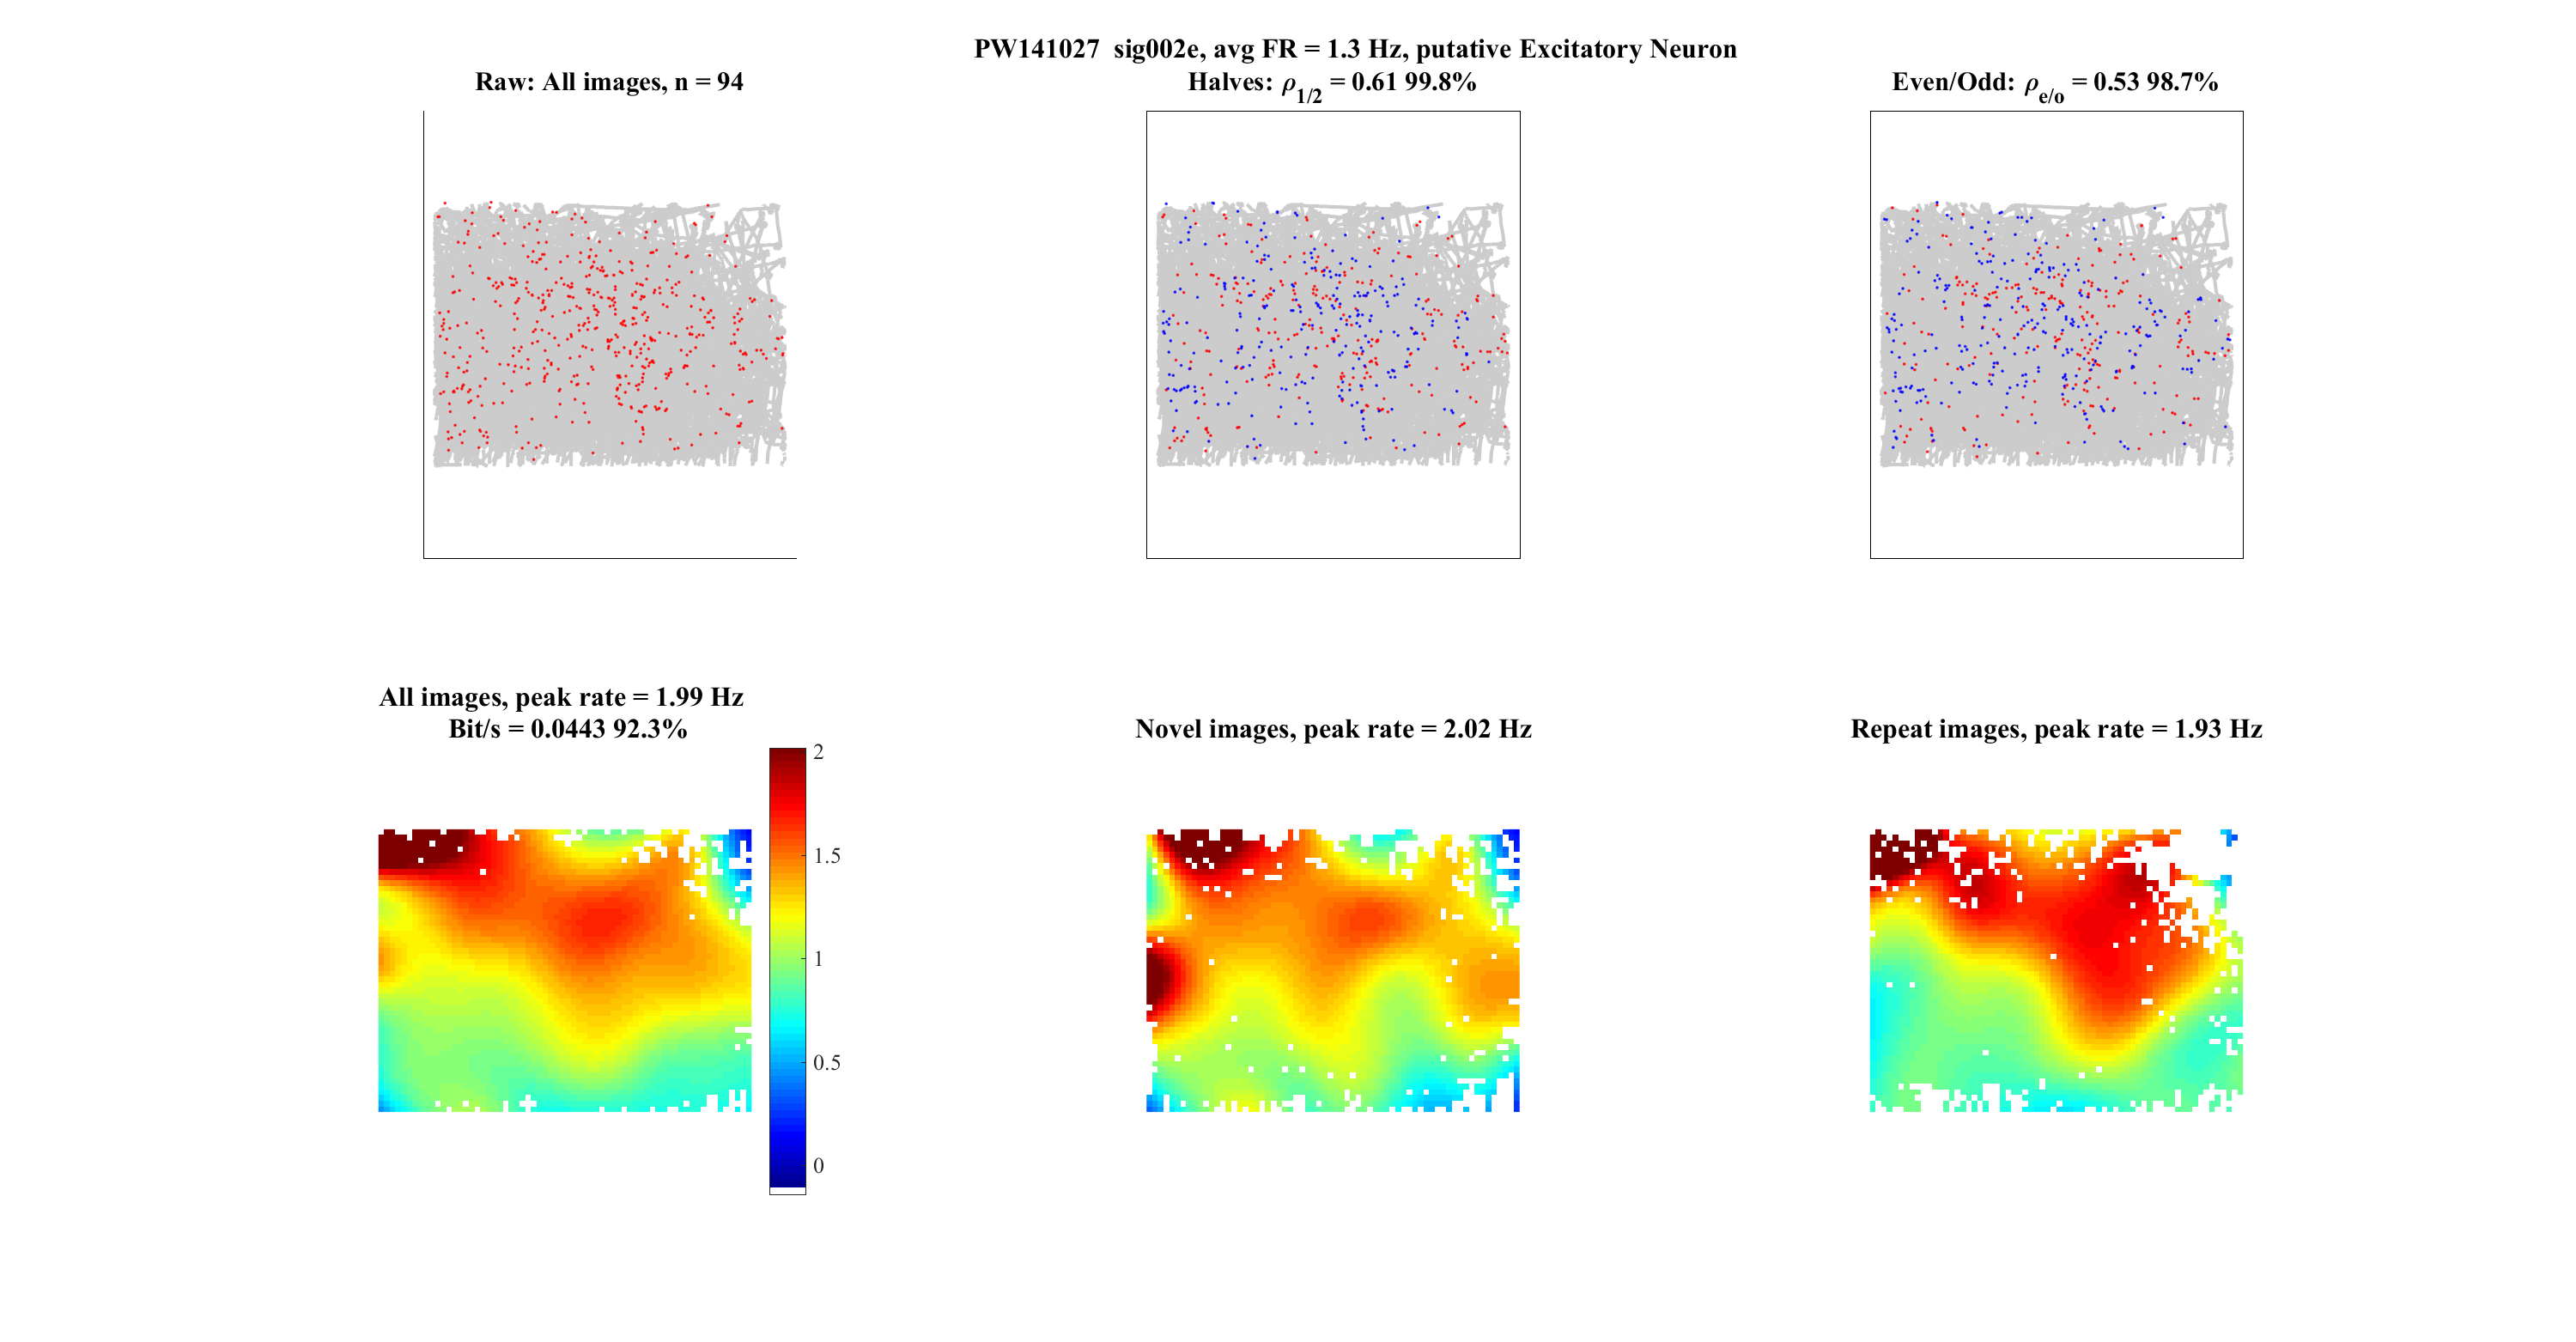 PW141027  sig002e, avg FR = 1.3 Hz, putative Excitatory Neuron
Raw: All images, n = 94
Halves: ρ1/2 = 0.61 99.8%
Even/Odd: ρe/o = 0.53 98.7%
All images, peak rate = 1.99 Hz
Bit/s = 0.0443 92.3%
Novel images, peak rate = 2.02 Hz
Repeat images, peak rate = 1.93 Hz
2
1.5
1
0.5
0